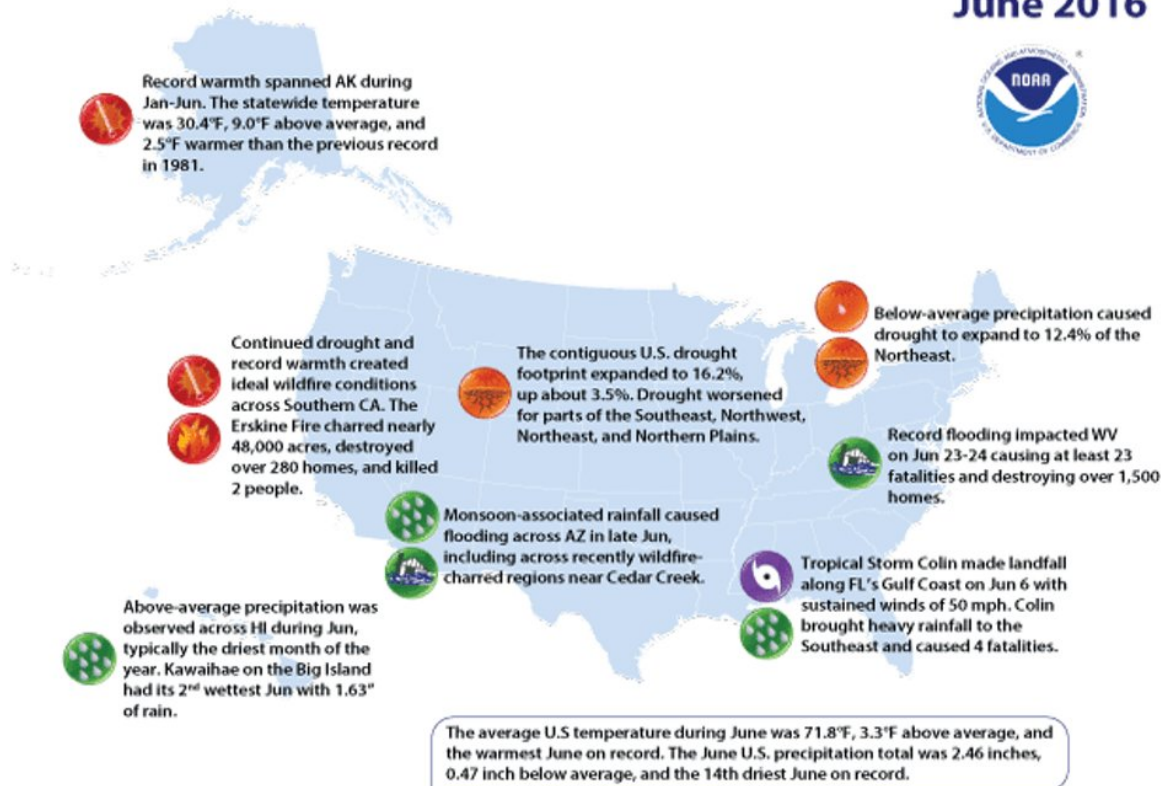 June 2016
NOAA
NATIONAL OCEANIC AND ATMOSPHERIC ADMINISTRATION
U.S. DEPARTMENT OF COMMERCE
Record warmth spanned AK during
Jan-Jun. The statewide temperature
was 30.4°F, 9.0°F above average, and
2.5°F warmer than the previous record
in 1981.
Continued drought and
record warmth created
ideal wildfire conditions
across Southern CA. The
Erskine Fire charred nearly
48,000 acres, destroyed
over 280 homes, and killed
2 people.
The contiguous U.S. drought
footprint expanded to 16.2%,
up about 3.5%. Drought worsened
for parts of the Southeast, Northwest,
Northeast, and Northern Plains.
Below-average precipitation caused
drought to expand to 12.4% of the
Northeast.
Record flooding impacted WV
on Jun 23-24 causing at least 23
fatalities and destroying over 1,500
homes.
Monsoon-associated rainfall caused
flooding across AZ in late Jun,
including across recently wildfire-
charred regions near Cedar Creek.
Tropical Storm Colin made landfall
along FL's Gulf Coast on Jun 6 with
sustained winds of 50 mph. Colin
brought heavy rainfall to the
Southeast and caused 4 fatalities.
Above-average precipitation was
observed across HI during Jun,
typically the driest month of the
year. Kawaihae on the Big Island
had its 2nd wettest Jun with 1.63"
of rain.
The average U.S temperature during June was 71.8°F, 3.3°F above average, and
the warmest June on record. The June U.S. precipitation total was 2.46 inches,
0.47 inch below average, and the 14th driest June on record.